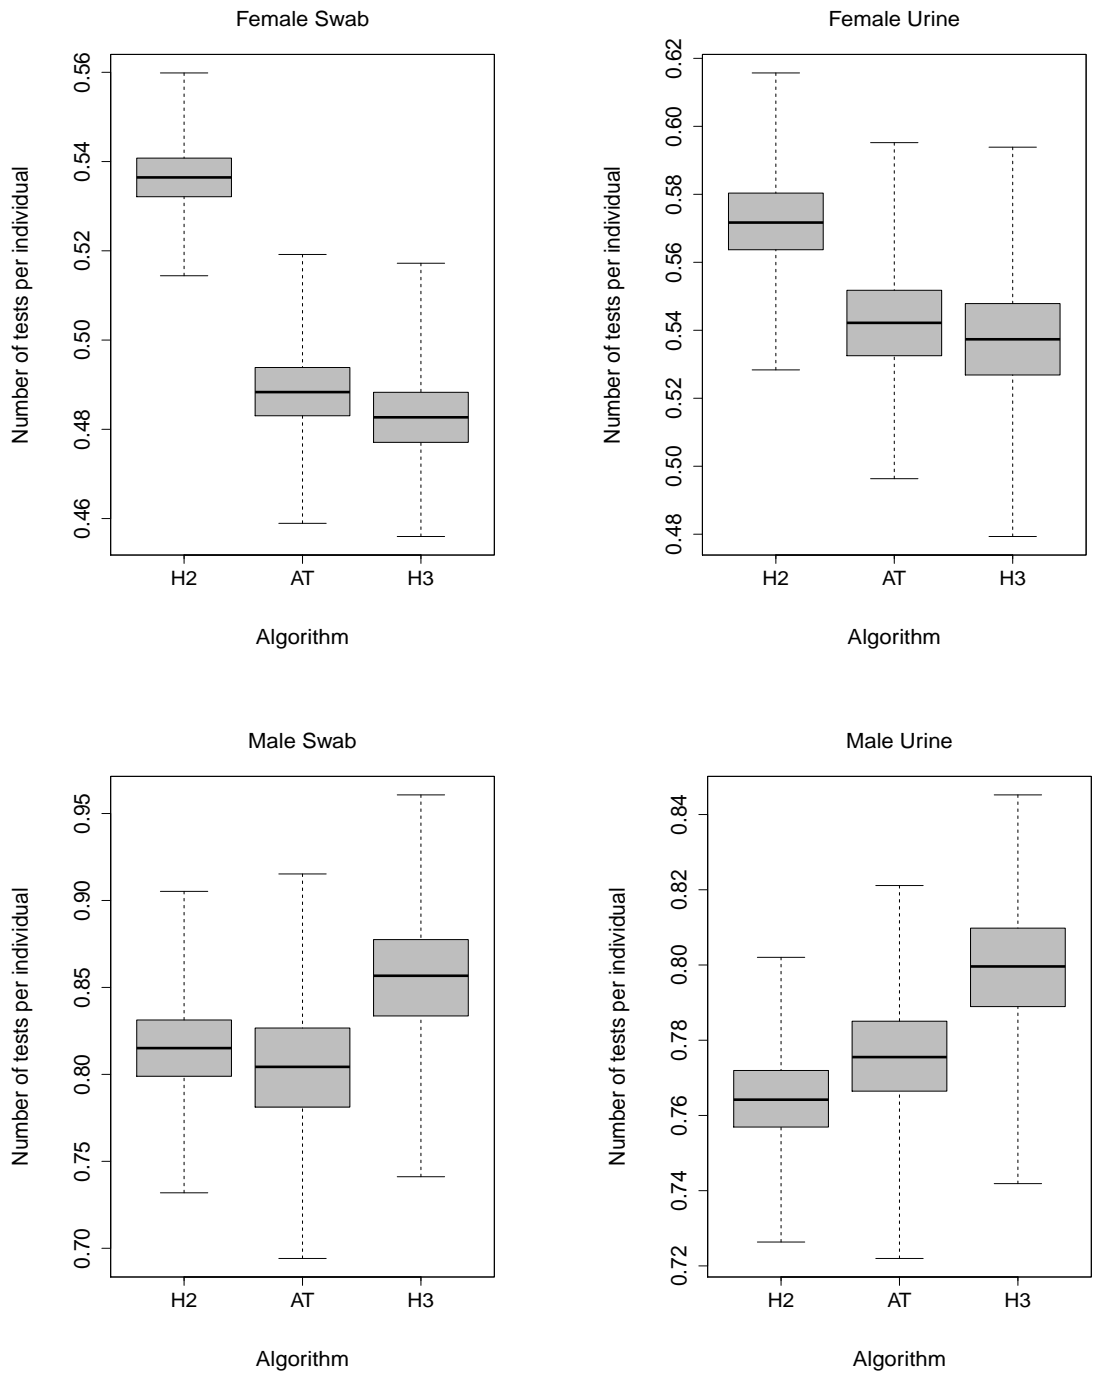 Female Swab
Number of tests per individual
0.56
0.54
0.52
0.50
0.48
0.46
H2 AT H3
Algorithm
Female Urine
Number of tests per individual
0.62
0.60
0.58
0.56
0.54
0.52
0.50
0.48
H2 AT H3
Algorithm
Male Swab
Number of tests per individual
0.95
0.90
0.85
0.80
0.75
0.70
H2 AT H3
Algorithm
Male Urine
Number of tests per individual
0.84
0.82
0.80
0.78
0.76
0.74
0.72
H2 AT H3
Algorithm